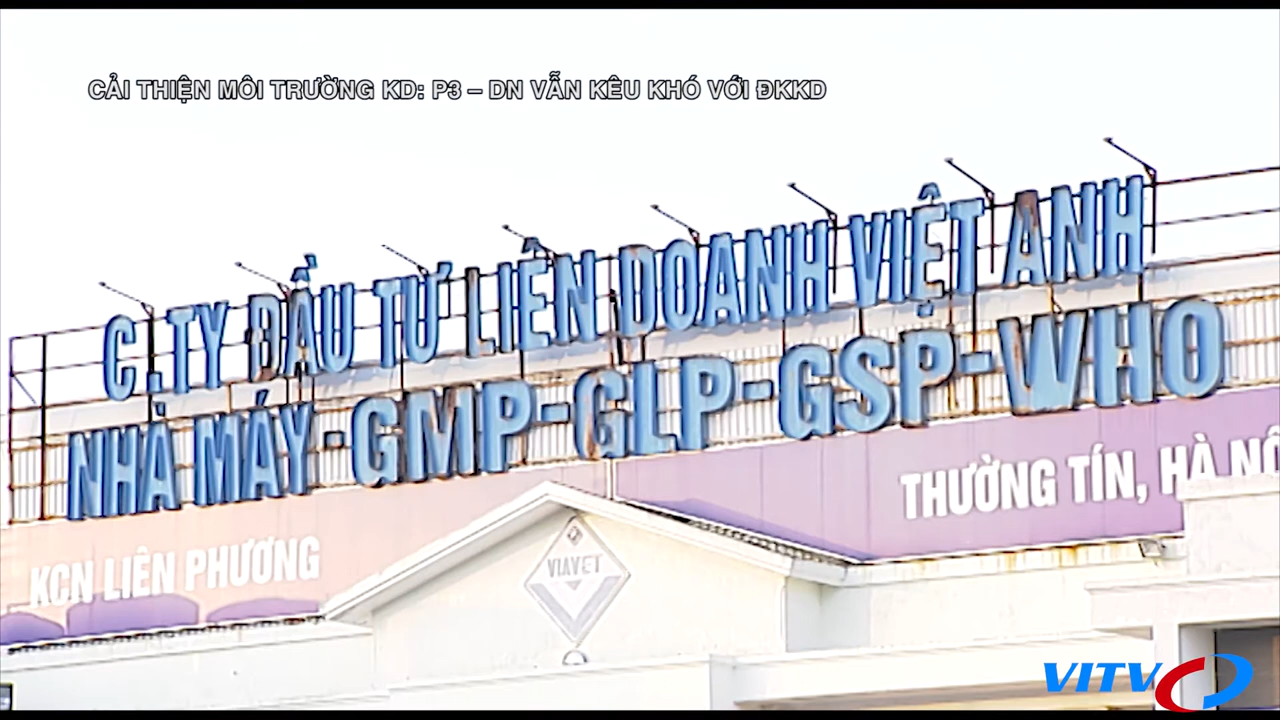 CẢI THIỆN MÔI TRƯỜNG KD: P3 – DN VẪN KÊU KHÓ VỚI ĐKKD
C.TY ĐẦU TƯ LIÊN DOANH VIỆT ANH
NHÀ MÁY-GMP-GLP-GSP-WHO
THƯỜNG TÍN, HÀ NỘ
KCN LIÊN PHƯƠNG
VIAVET
VITV